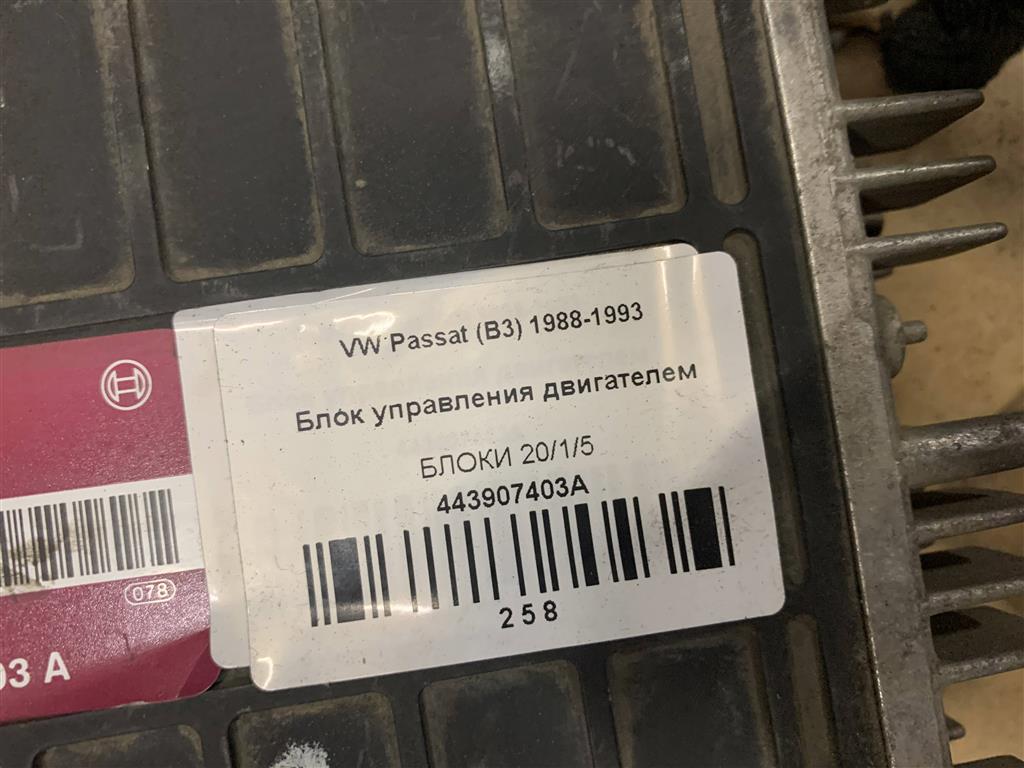 VW Passat (B3) 1988-1993
Блок управления двигателем
БЛОКИ 20/1/5
443907403A
258
078
03 A